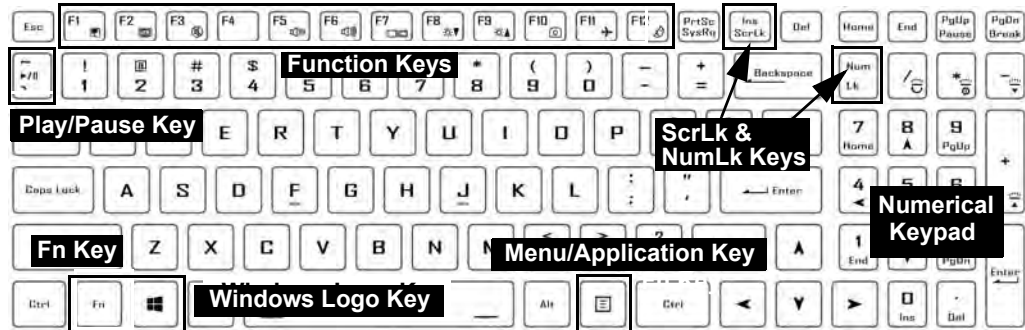 Esc F1 F2 F3 F4 F5 F6 F7 F8 F9 F10 F11 F12 PrtSc SysRq Ins ScrLk Del Home End PgUp Pause PgDn Break
Function Keys
! 1 2 # 3 $ 4 5 6 7 * 8 ( 9 ) 0 — - + = Backspace Num Lk / * -
Play/Pause Key
E R T Y U I O P
ScrLk &
NumLk Keys
7 Home 8 9 PgUp +
Caps Lock A S D F G H J K L : ; " ' Enter
4 5 6
Numerical
Keypad
Fn Key
Z X C V B N
Menu/Application Key
1 End PgDn
Enter
Ctrl Fn
Windows Logo Key
Alt Ctrl 0 Ins . Del